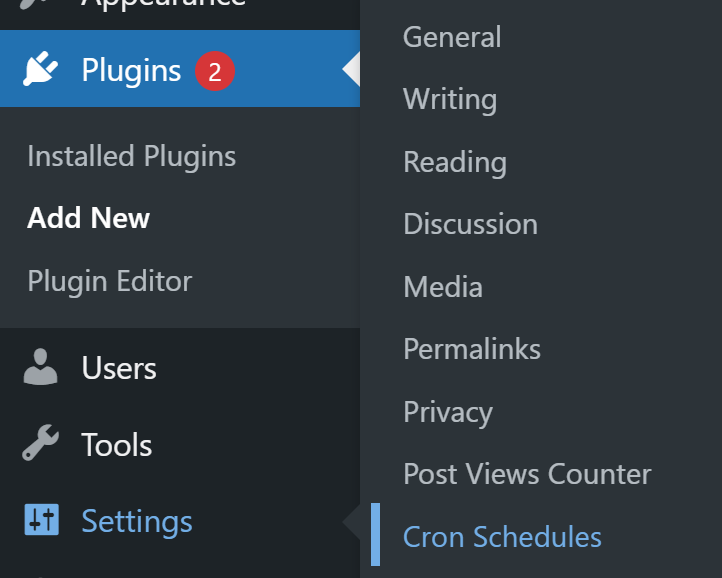 Appearance
Plugins 2
Installed Plugins
Add New
Plugin Editor
Users
Tools
Settings
General
Writing
Reading
Discussion
Media
Permalinks
Privacy
Post Views Counter
Cron Schedules